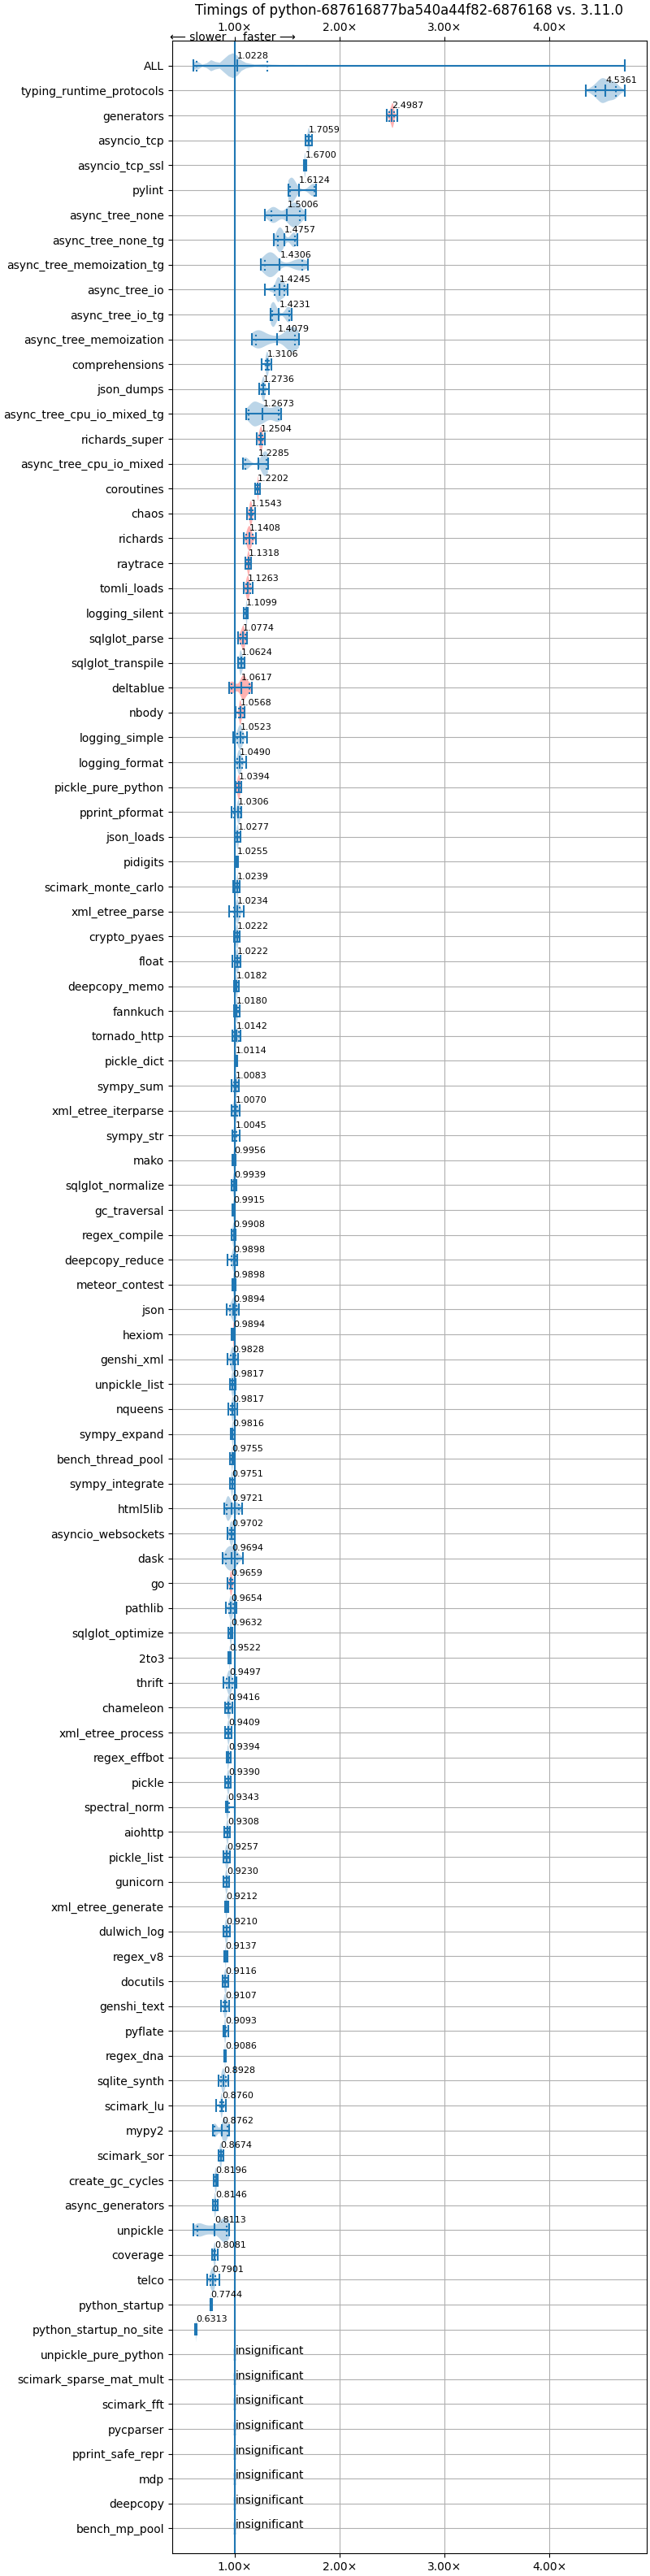 Timings of python-687616877ba540a44f82-6876168 vs. 3.11.0
1.00× 2.00× 3.00× 4.00×
⟵ slower faster ⟶
ALL 1.0228
typing_runtime_protocols 4.5361
generators 2.4987
asyncio_tcp 1.7059
asyncio_tcp_ssl 1.6700
pylint 1.6124
async_tree_none 1.5006
async_tree_none_tg 1.4757
async_tree_memoization_tg 1.4306
async_tree_io 1.4245
async_tree_io_tg 1.4231
async_tree_memoization 1.4079
comprehensions 1.3106
json_dumps 1.2736
async_tree_cpu_io_mixed_tg 1.2673
richards_super 1.2504
async_tree_cpu_io_mixed 1.2285
coroutines 1.2202
chaos 1.1543
richards 1.1408
raytrace 1.1318
tomli_loads 1.1263
logging_silent 1.1099
sqlglot_parse 1.0774
sqlglot_transpile 1.0624
deltablue 1.0617
nbody 1.0568
logging_simple 1.0523
logging_format 1.0490
pickle_pure_python 1.0394
pprint_pformat 1.0306
json_loads 1.0277
pidigits 1.0255
scimark_monte_carlo 1.0239
xml_etree_parse 1.0234
crypto_pyaes 1.0222
float 1.0222
deepcopy_memo 1.0182
fannkuch 1.0180
tornado_http 1.0142
pickle_dict 1.0114
sympy_sum 1.0083
xml_etree_iterparse 1.0070
sympy_str 1.0045
mako 0.9956
sqlglot_normalize 0.9939
gc_traversal 0.9915
regex_compile 0.9908
deepcopy_reduce 0.9898
meteor_contest 0.9898
json 0.9894
hexiom 0.9894
genshi_xml 0.9828
unpickle_list 0.9817
nqueens 0.9817
sympy_expand 0.9816
bench_thread_pool 0.9755
sympy_integrate 0.9751
html5lib 0.9721
asyncio_websockets 0.9702
dask 0.9694
go 0.9659
pathlib 0.9654
sqlglot_optimize 0.9632
2to3 0.9522
thrift 0.9497
chameleon 0.9416
xml_etree_process 0.9409
regex_effbot 0.9394
pickle 0.9390
spectral_norm 0.9343
aiohttp 0.9308
pickle_list 0.9257
gunicorn 0.9230
xml_etree_generate 0.9212
dulwich_log 0.9210
regex_v8 0.9137
docutils 0.9116
genshi_text 0.9107
pyflate 0.9093
regex_dna 0.9086
sqlite_synth 0.8928
scimark_lu 0.8760
mypy2 0.8762
scimark_sor 0.8674
create_gc_cycles 0.8196
async_generators 0.8146
unpickle 0.8113
coverage 0.8081
telco 0.7901
python_startup 0.7744
python_startup_no_site 0.6313
unpickle_pure_python insignificant
scimark_sparse_mat_mult insignificant
scimark_fft insignificant
pycparser insignificant
pprint_safe_repr insignificant
mdp insignificant
deepcopy insignificant
bench_mp_pool insignificant
1.00× 2.00× 3.00× 4.00×